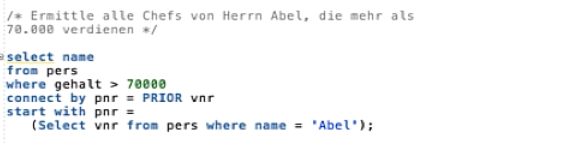 /* Ermittle alle Chefs von Herrn Abel, die mehr als
70.000 verdienen */
select name
from pers
where gehalt > 70000
connect by pnr = PRIOR vnr
start with pnr =
(Select vnr from pers where name = 'Abel');